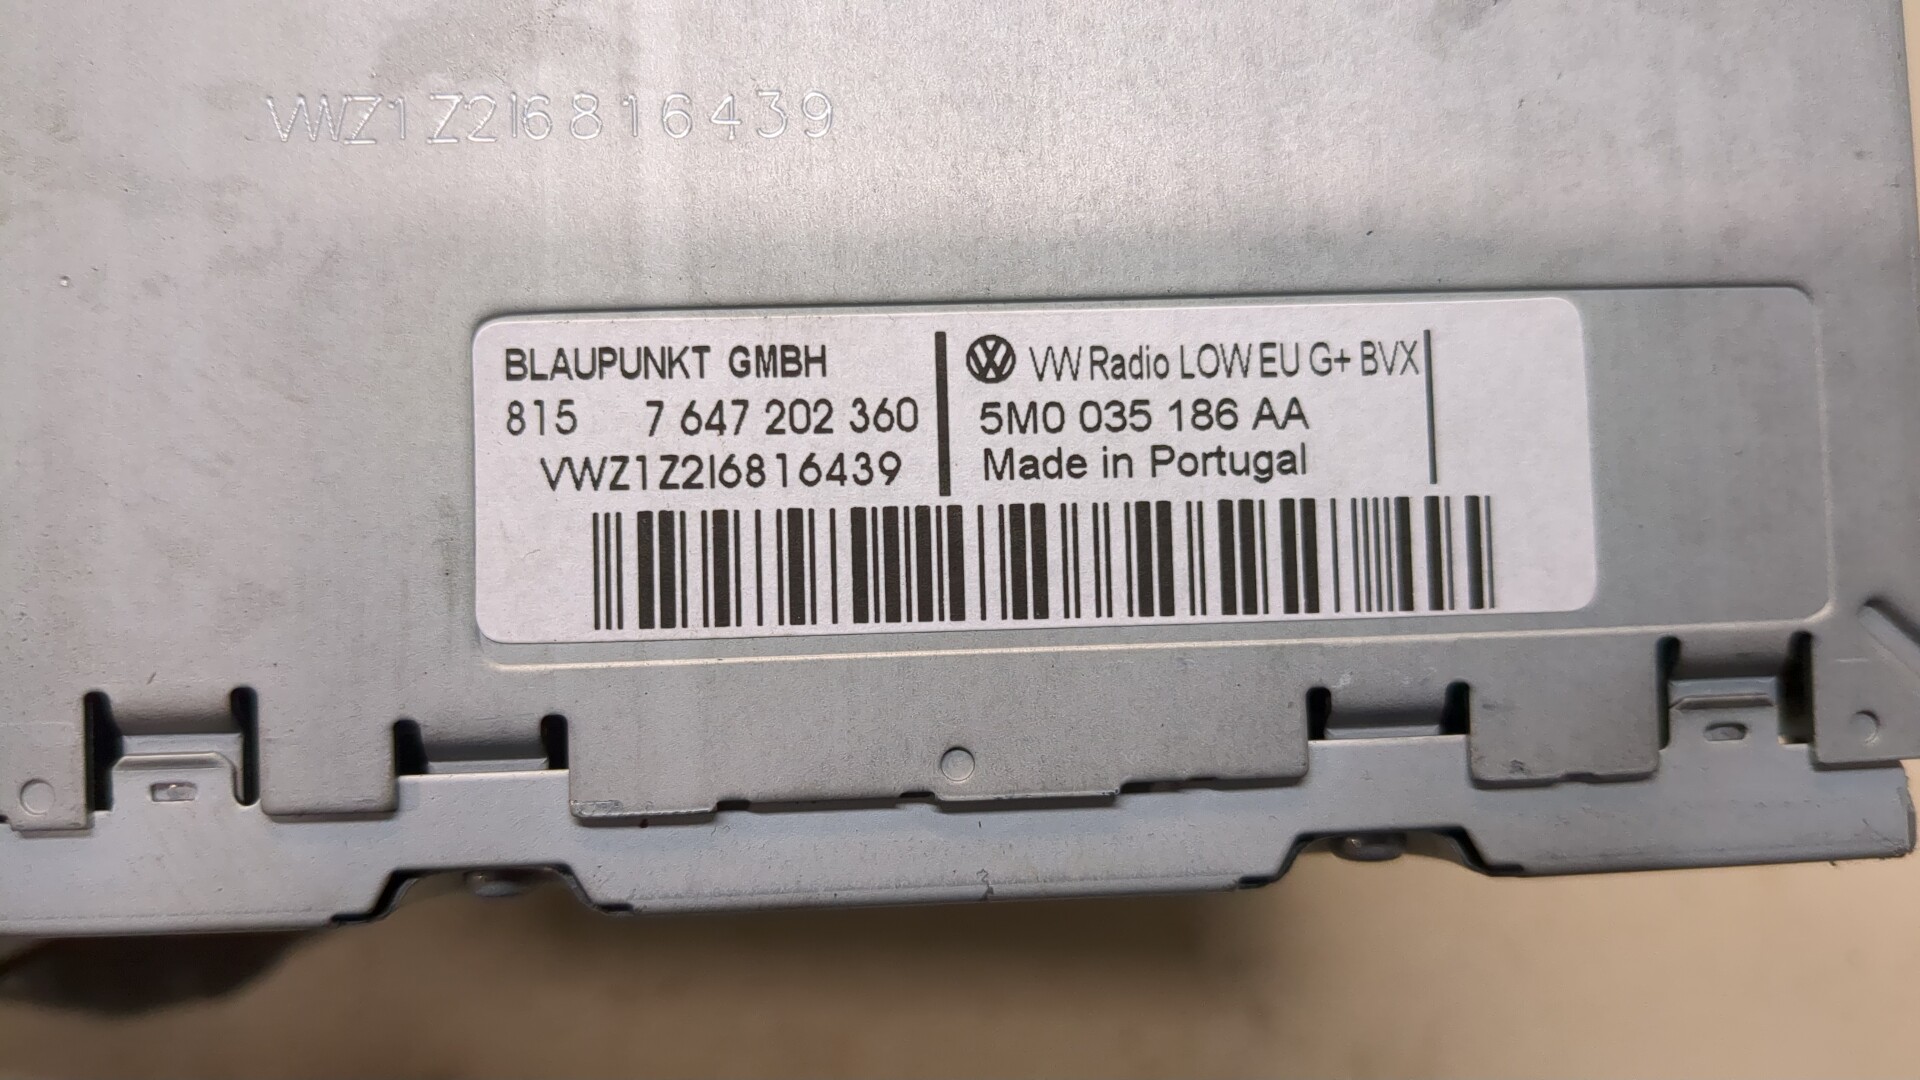 VWZ1Z2I6816439
BLAUPUNKT GMBH
815 7 647 202 360
VWZ1Z2I6816439
VW Radio LOW EU G+ BVX
5M0 035 186 AA
Made in Portugal